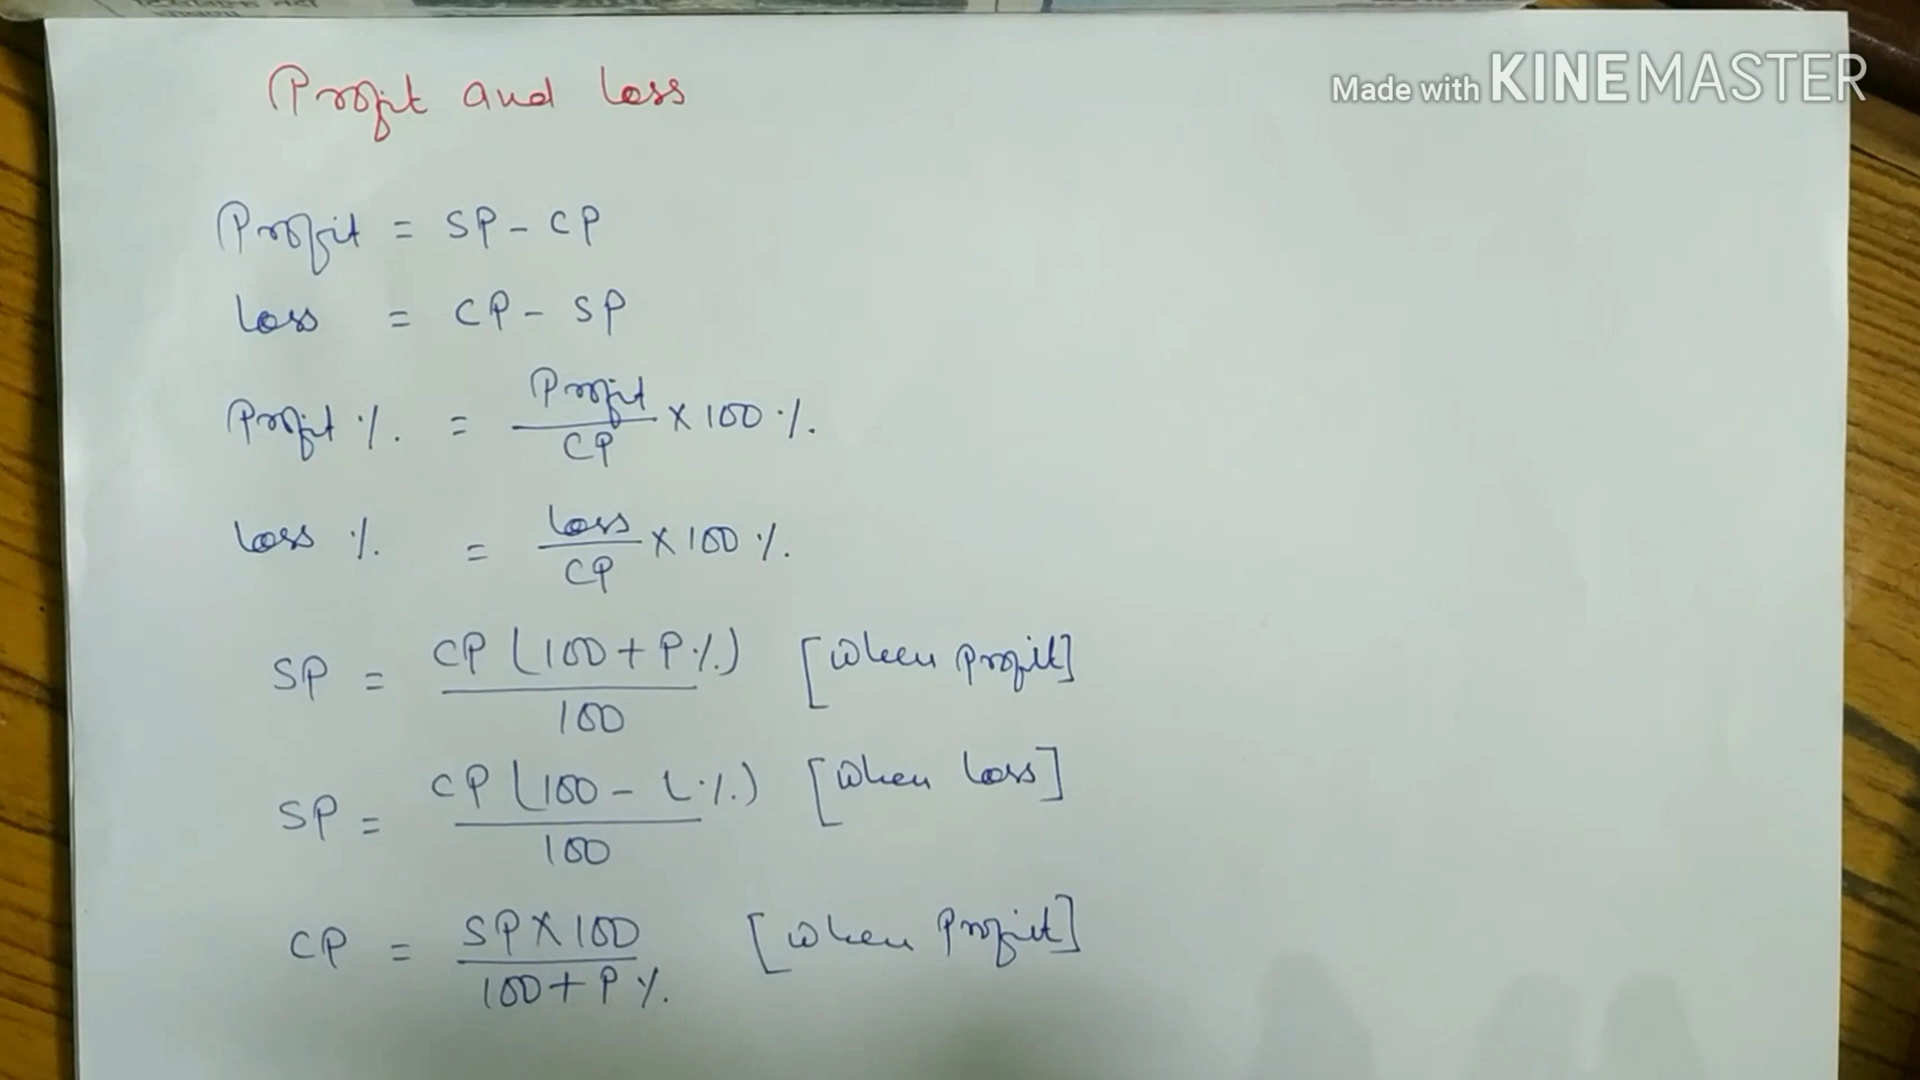 Made with KINEMASTER
Profit and loss
Profit = SP - CP
loss = CP - SP
Profit % = Profit/CP × 100 %
loss % = loss/CP × 100 %
SP = CP (100 + P%)/100 [when profit]
SP = CP (100 - L%)/100 [when loss]
CP = SP × 100/100 + P% [when Profit]